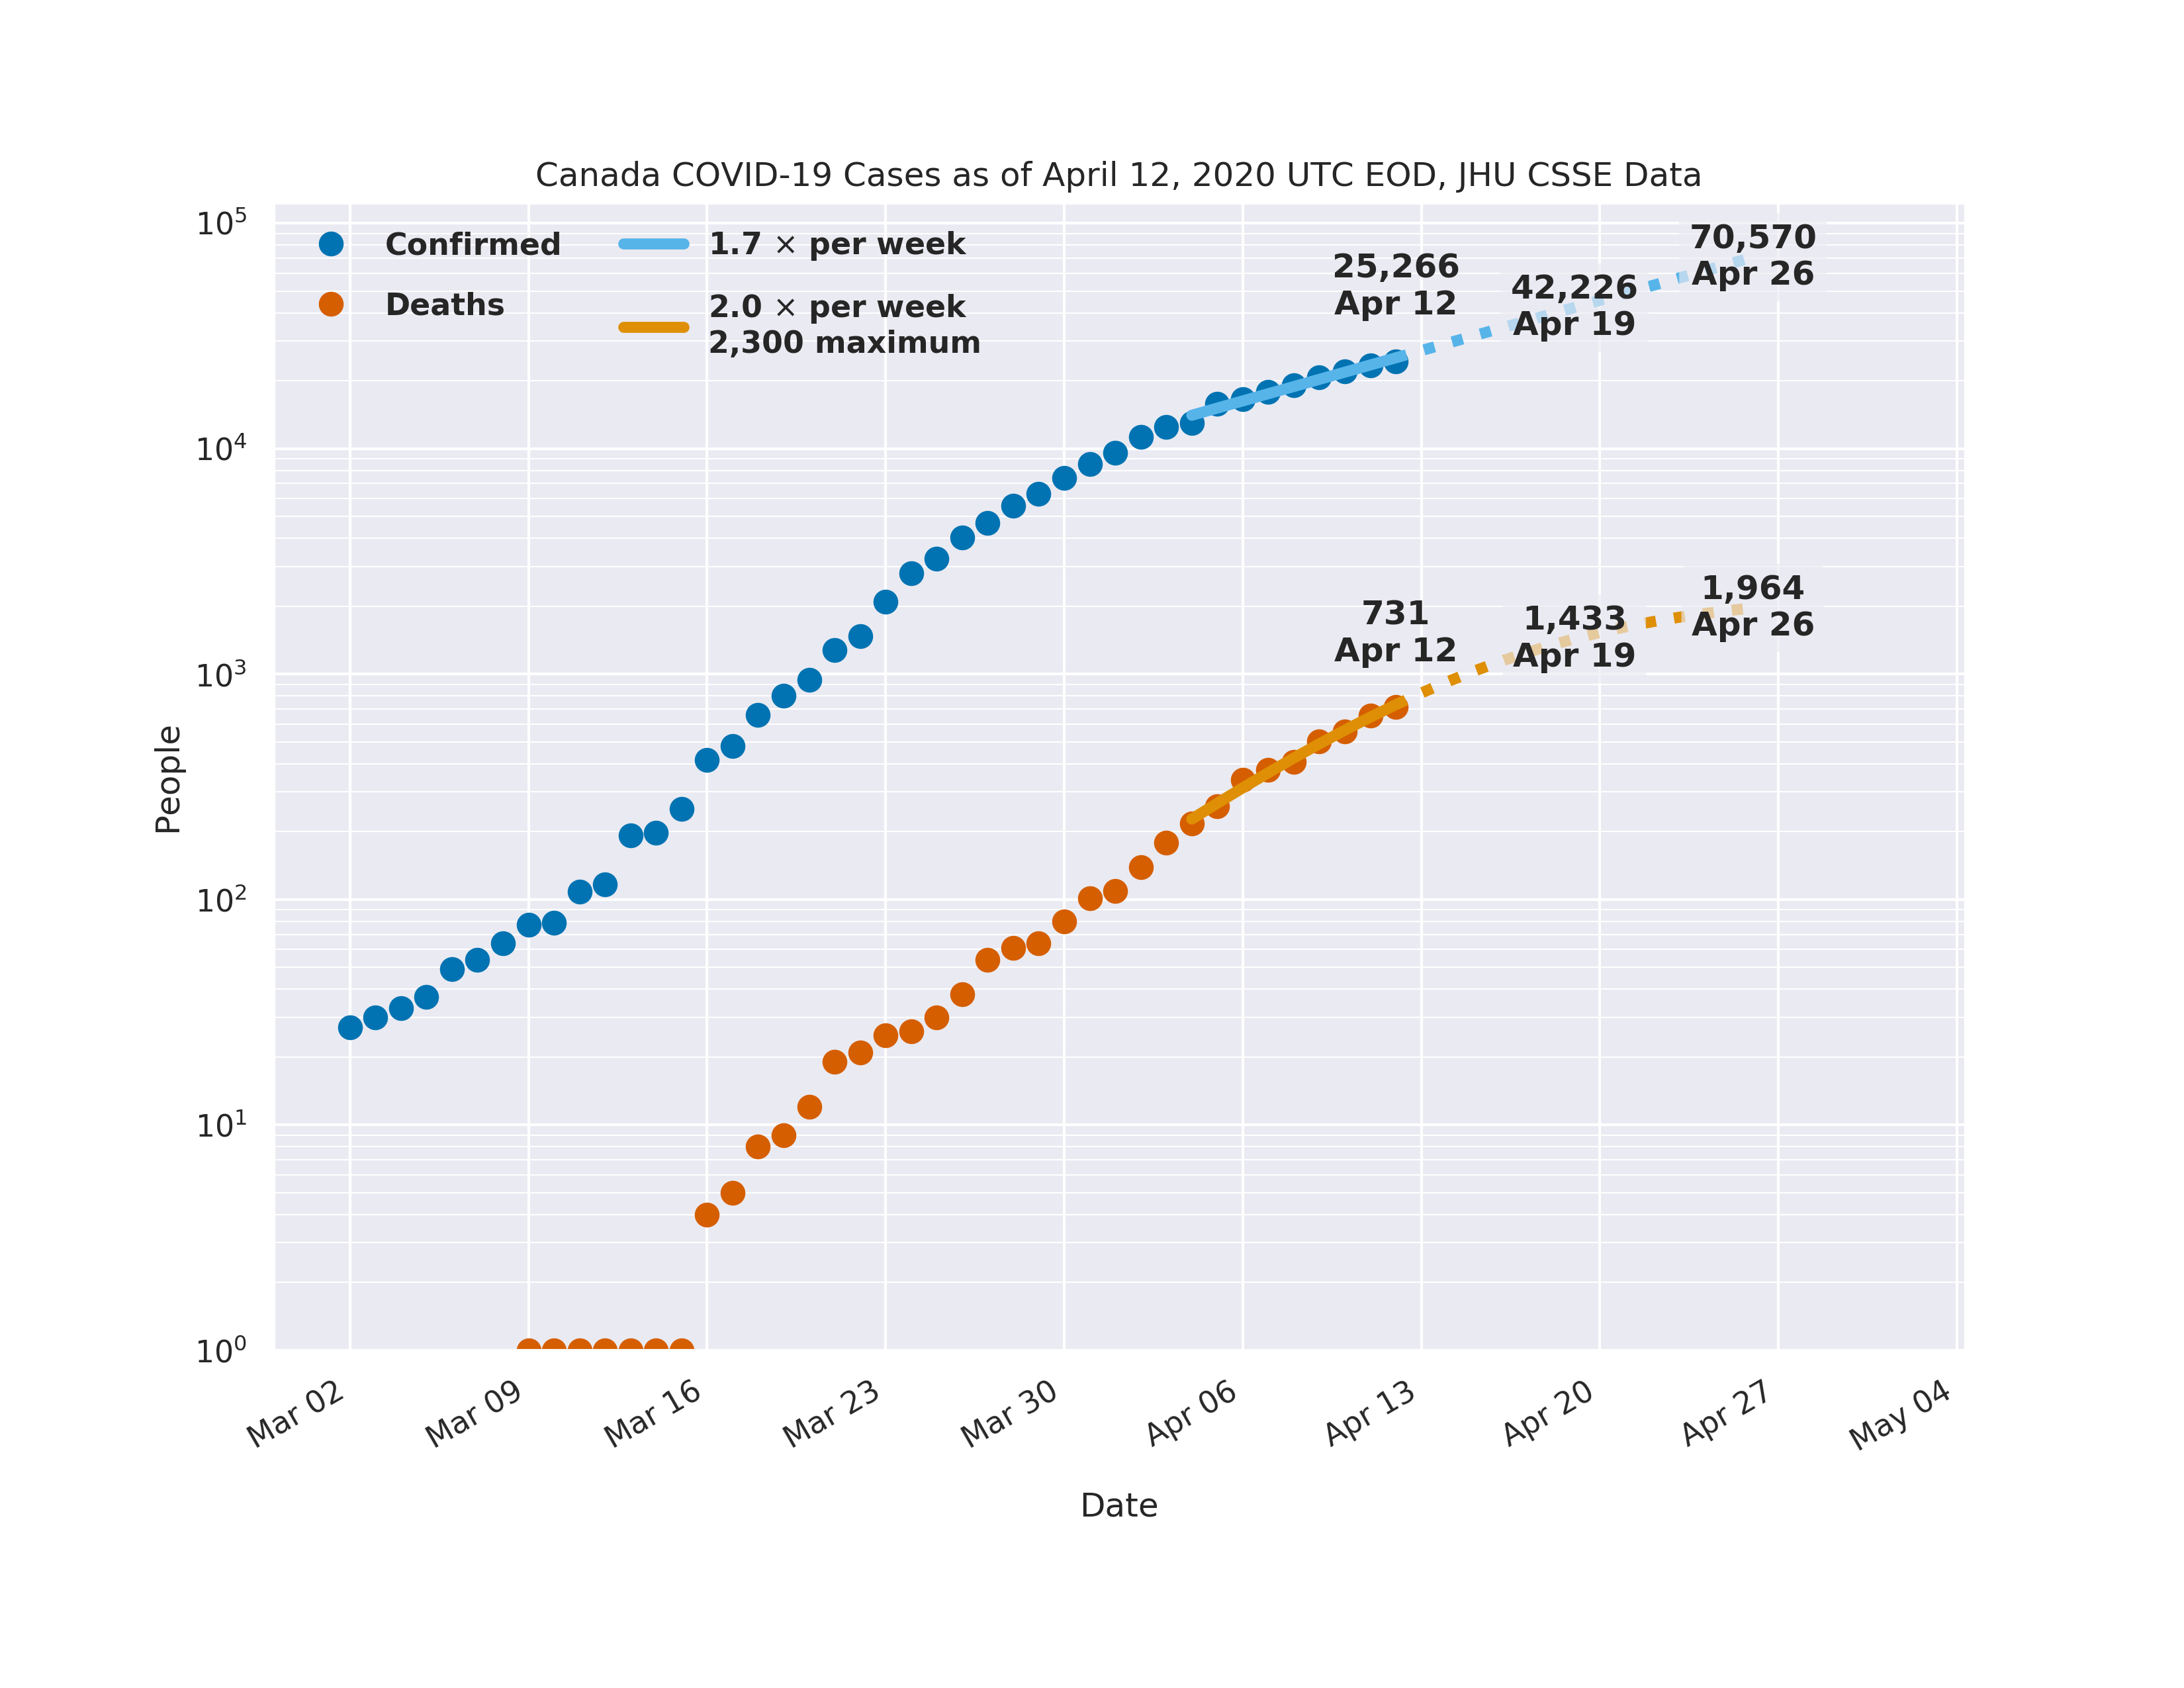 Canada COVID-19 Cases as of April 12, 2020 UTC EOD, JHU CSSE Data
Confirmed
Deaths
1.7 × per week
2.0 × per week
2,300 maximum
25,266
Apr 12
42,226
Apr 19
70,570
Apr 26
731
Apr 12
1,433
Apr 19
1,964
Apr 26
People
10⁵
10⁴
10³
10²
10¹
10⁰
Mar 02
Mar 09
Mar 16
Mar 23
Mar 30
Apr 06
Apr 13
Apr 20
Apr 27
May 04
Date